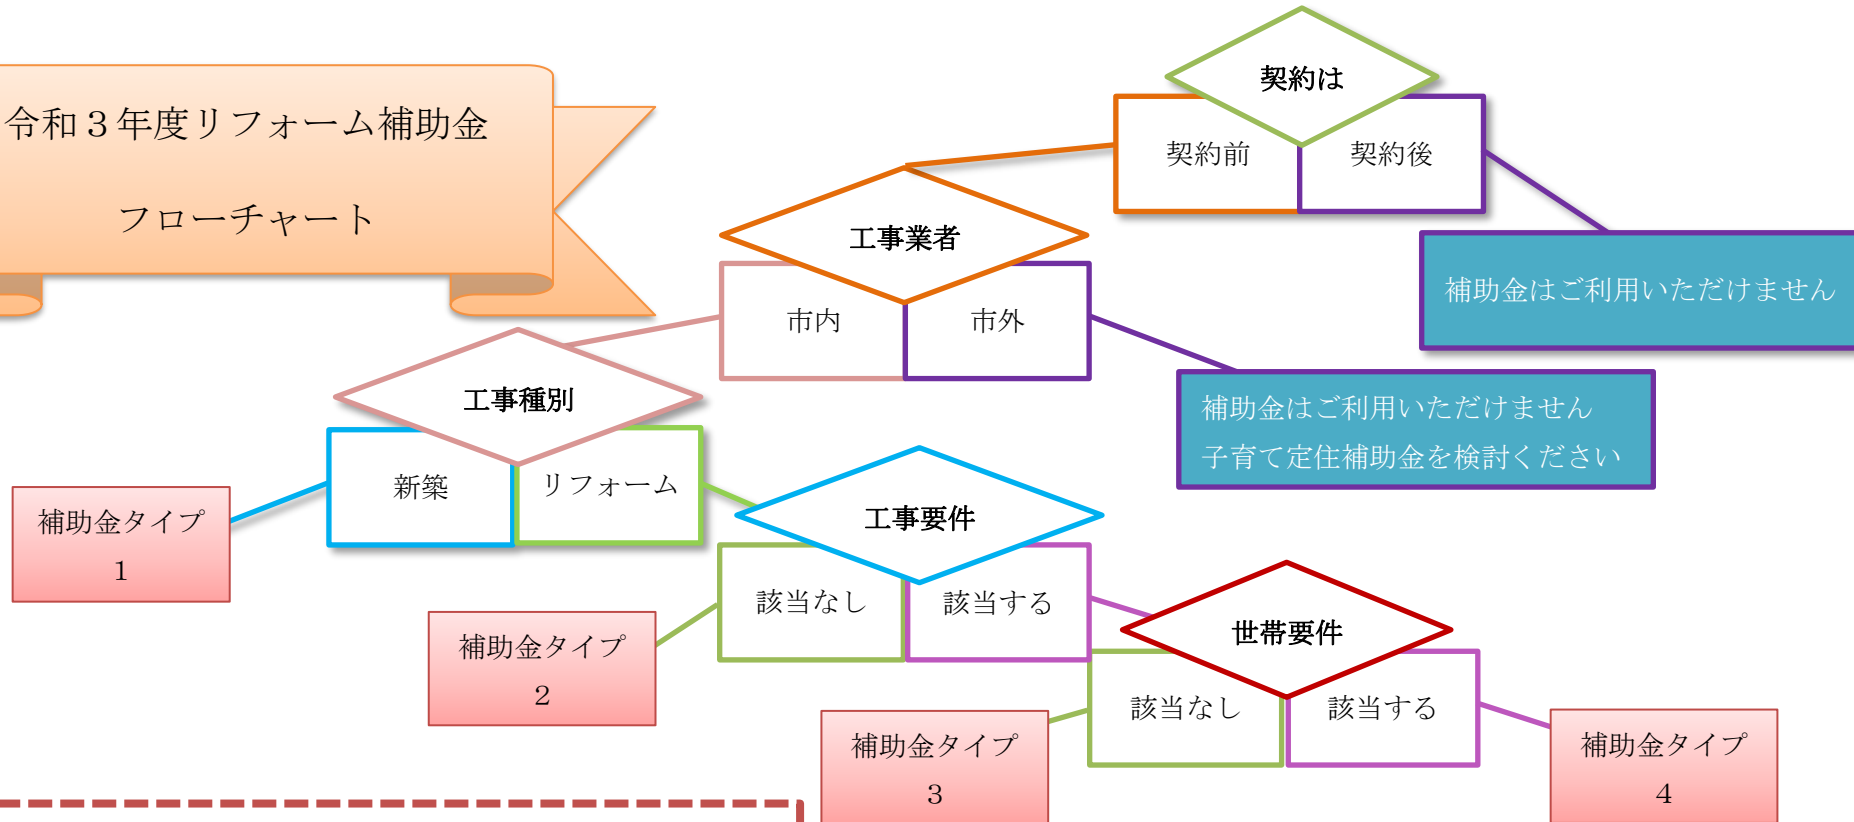 令和３年度リフォーム補助金
フローチャート
契約は
契約前
契約後
補助金はご利用いただけません
工事業者
市内
市外
補助金はご利用いただけません
子育て定住補助金を検討ください
工事種別
新築
リフォーム
補助金タイプ
１
工事要件
該当なし
該当する
補助金タイプ
２
世帯要件
該当なし
該当する
補助金タイプ
３
補助金タイプ
４